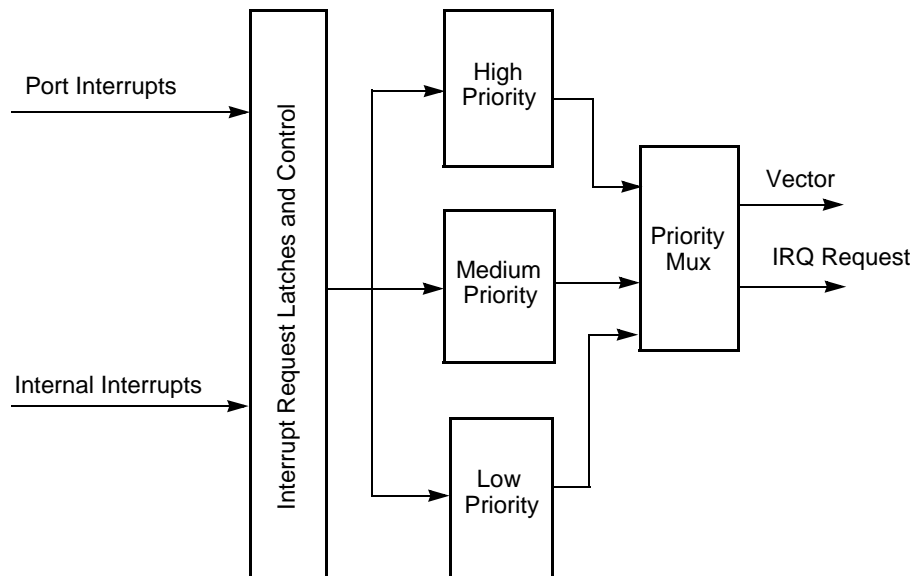 Port Interrupts
Internal Interrupts
Interrupt Request Latches and Control
High
Priority
Medium
Priority
Low
Priority
Priority
Mux
Vector
IRQ Request